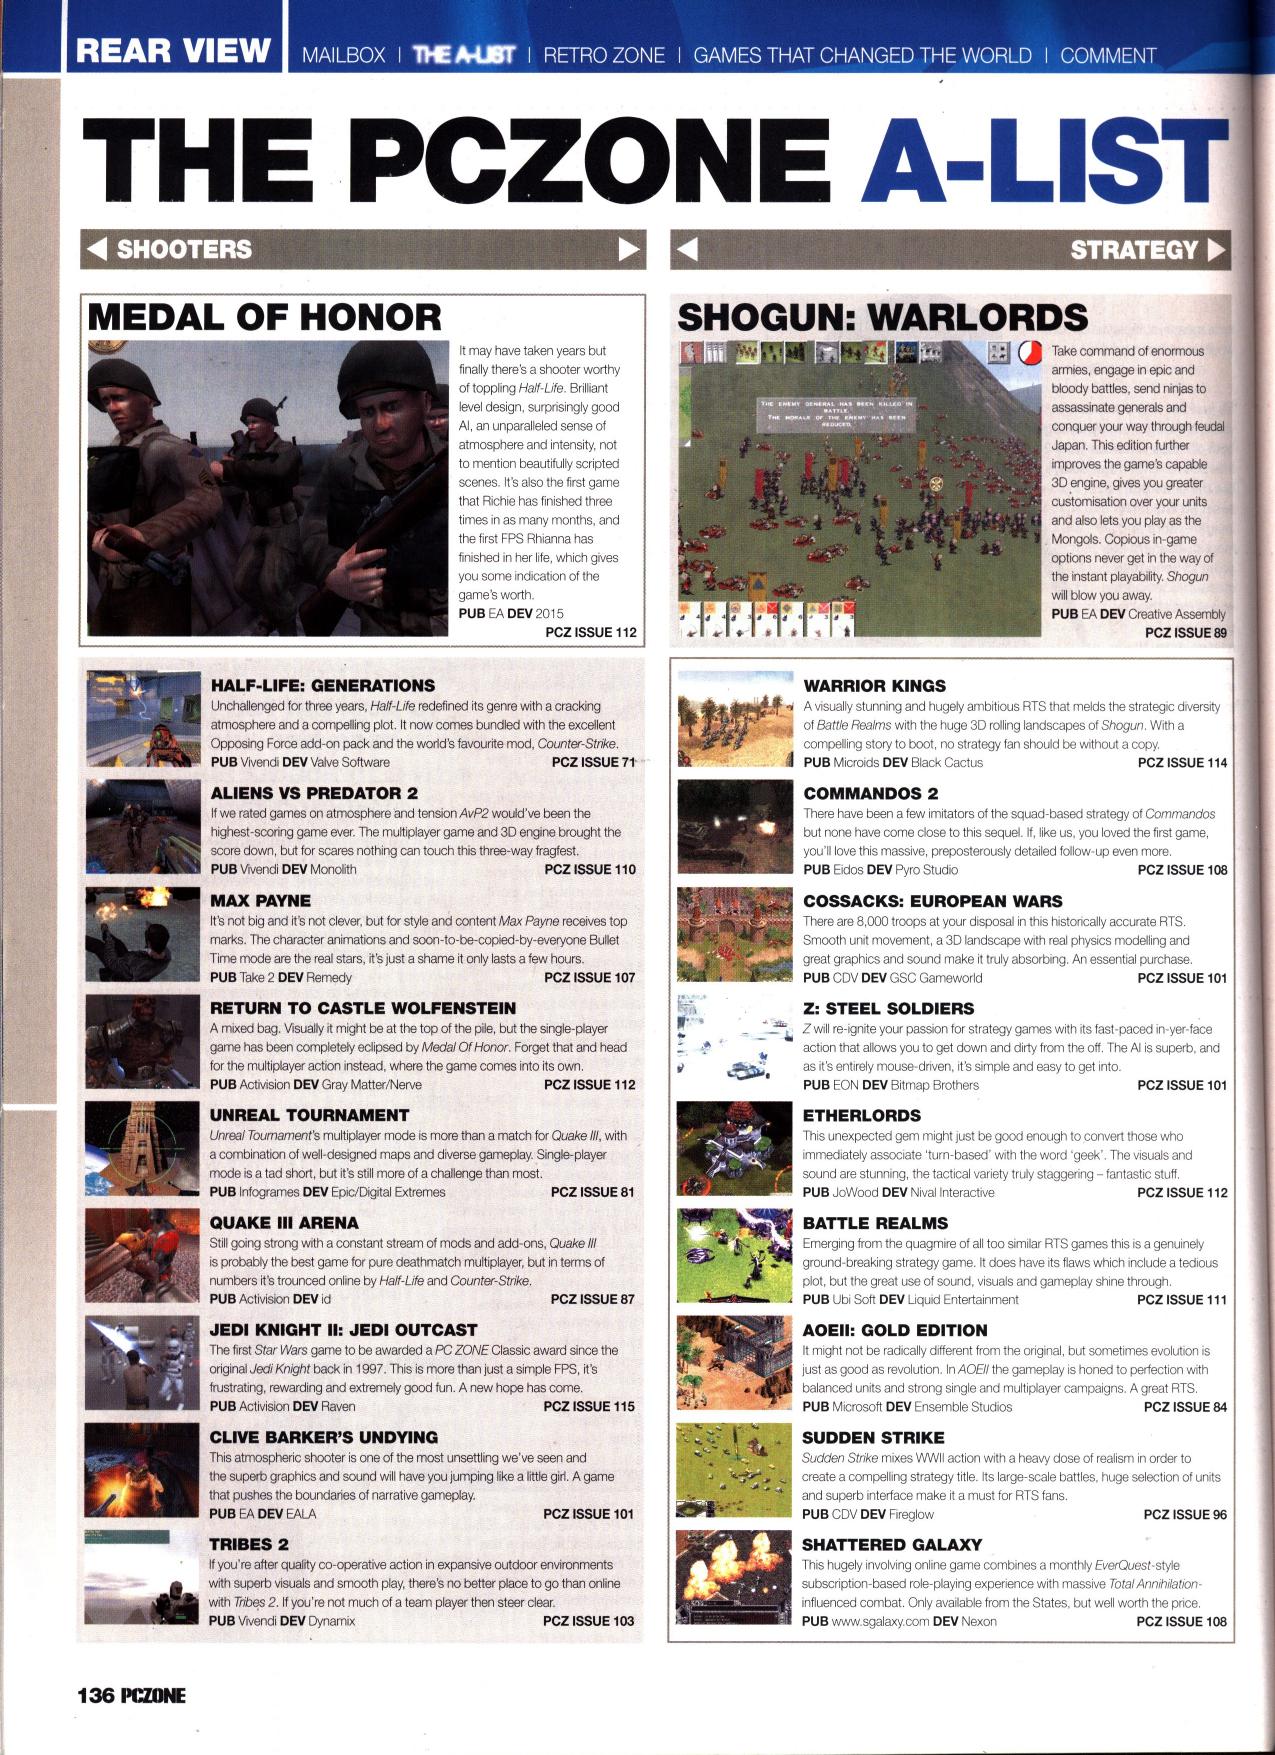 REAR VIEW
MAILBOX | THE A-LIST | RETRO ZONE | GAMES THAT CHANGED THE WORLD | COMMENT
THE PCZONE A-LIST
SHOOTERS
MEDAL OF HONOR
It may have taken years but
finally there's a shooter worthy
of toppling Half-Life. Brilliant
level design, surprisingly good
AI, an unparalleled sense of
atmosphere and intensity, not
to mention beautifully scripted
scenes. It's also the first game
that Richie has finished three
times in as many months, and
the first FPS Rhianna has
finished in her life, which gives
you some indication of the
game's worth.
PUB EA DEV 2015
PCZ ISSUE 112
HALF-LIFE: GENERATIONS
Unchallenged for three years, Half-Life redefined its genre with a cracking
atmosphere and a compelling plot. It now comes bundled with the excellent
Opposing Force add-on pack and the world's favourite mod, Counter-Strike.
PUB Vivendi DEV Valve Software PCZ ISSUE 71
ALIENS VS PREDATOR 2
If we rated games on atmosphere and tension AvP2 would've been the
highest-scoring game ever. The multiplayer game and 3D engine brought the
score down, but for scares nothing can touch this three-way fragfest.
PUB Vivendi DEV Monolith PCZ ISSUE 110
MAX PAYNE
It's not big and it's not clever, but for style and content Max Payne receives top
marks. The character animations and soon-to-be-copied-by-everyone Bullet
Time mode are the real stars, it's just a shame it only lasts a few hours.
PUB Take 2 DEV Remedy PCZ ISSUE 107
RETURN TO CASTLE WOLFENSTEIN
A mixed bag. Visually it might be at the top of the pile, but the single-player
game has been completely eclipsed by Medal Of Honor. Forget that and head
for the multiplayer action instead, where the game comes into its own.
PUB Activision DEV Gray Matter/Nerve PCZ ISSUE 112
UNREAL TOURNAMENT
Unreal Tournament's multiplayer mode is more than a match for Quake III, with
a combination of well-designed maps and diverse gameplay. Single-player
mode is a tad short, but it's still more of a challenge than most.
PUB Infogrames DEV Epic/Digital Extremes PCZ ISSUE 81
QUAKE III ARENA
Still going strong with a constant stream of mods and add-ons, Quake III
is probably the best game for pure deathmatch multiplayer, but in terms of
numbers it's trounced online by Half-Life and Counter-Strike.
PUB Activision DEV id PCZ ISSUE 87
JEDI KNIGHT II: JEDI OUTCAST
The first Star Wars game to be awarded a PC ZONE Classic award since the
original Jedi Knight back in 1997. This is more than just a simple FPS, it's
frustrating, rewarding and extremely good fun. A new hope has come.
PUB Activision DEV Raven PCZ ISSUE 115
CLIVE BARKER'S UNDYING
This atmospheric shooter is one of the most unsettling we've seen and
the superb graphics and sound will have you jumping like a little girl. A game
that pushes the boundaries of narrative gameplay.
PUB EA DEV EALA PCZ ISSUE 101
TRIBES 2
If you're after quality co-operative action in expansive outdoor environments
with superb visuals and smooth play, there's no better place to go than online
with Tribes 2. If you're not much of a team player then steer clear.
PUB Vivendi DEV Dynamix PCZ ISSUE 103
STRATEGY
SHOGUN: WARLORDS
THE ENEMY GENERAL HAS BEEN KILLED IN
BATTLE.
THE MORALE OF THE ENEMY HAS BEEN
REDUCED.
Take command of enormous
armies, engage in epic and
bloody battles, send ninjas to
assassinate generals and
conquer your way through feudal
Japan. This edition further
improves the game's capable
3D engine, gives you greater
customisation over your units
and also lets you play as the
Mongols. Copious in-game
options never get in the way of
the instant playability. Shogun
will blow you away.
PUB EA DEV Creative Assembly
PCZ ISSUE 89
WARRIOR KINGS
A visually stunning and hugely ambitious RTS that melds the strategic diversity
of Battle Realms with the huge 3D rolling landscapes of Shogun. With a
compelling story to boot, no strategy fan should be without a copy.
PUB Microids DEV Black Cactus PCZ ISSUE 114
COMMANDOS 2
There have been a few imitators of the squad-based strategy of Commandos
but none have come close to this sequel. If, like us, you loved the first game,
you'll love this massive, preposterously detailed follow-up even more.
PUB Eidos DEV Pyro Studio PCZ ISSUE 108
COSSACKS: EUROPEAN WARS
There are 8,000 troops at your disposal in this historically accurate RTS.
Smooth unit movement, a 3D landscape with real physics modelling and
great graphics and sound make it truly absorbing. An essential purchase.
PUB CDV DEV GSC Gameworld PCZ ISSUE 101
Z: STEEL SOLDIERS
Z will re-ignite your passion for strategy games with its fast-paced in-yer-face
action that allows you to get down and dirty from the off. The AI is superb, and
as it's entirely mouse-driven, it's simple and easy to get into.
PUB EON DEV Bitmap Brothers PCZ ISSUE 101
ETHERLORDS
This unexpected gem might just be good enough to convert those who
immediately associate 'turn-based' with the word 'geek'. The visuals and
sound are stunning, the tactical variety truly staggering – fantastic stuff.
PUB JoWood DEV Nival Interactive PCZ ISSUE 112
BATTLE REALMS
Emerging from the quagmire of all too similar RTS games this is a genuinely
ground-breaking strategy game. It does have its flaws which include a tedious
plot, but the great use of sound, visuals and gameplay shine through.
PUB Ubi Soft DEV Liquid Entertainment PCZ ISSUE 111
AOEII: GOLD EDITION
It might not be radically different from the original, but sometimes evolution is
just as good as revolution. In AOEII the gameplay is honed to perfection with
balanced units and strong single and multiplayer campaigns. A great RTS.
PUB Microsoft DEV Ensemble Studios PCZ ISSUE 84
SUDDEN STRIKE
Sudden Strike mixes WWII action with a heavy dose of realism in order to
create a compelling strategy title. Its large-scale battles, huge selection of units
and superb interface make it a must for RTS fans.
PUB CDV DEV Fireglow PCZ ISSUE 96
SHATTERED GALAXY
This hugely involving online game combines a monthly EverQuest-style
subscription-based role-playing experience with massive Total Annihilation-
influenced combat. Only available from the States, but well worth the price.
PUB www.sgalaxy.com DEV Nexon PCZ ISSUE 108
136 PCZONE